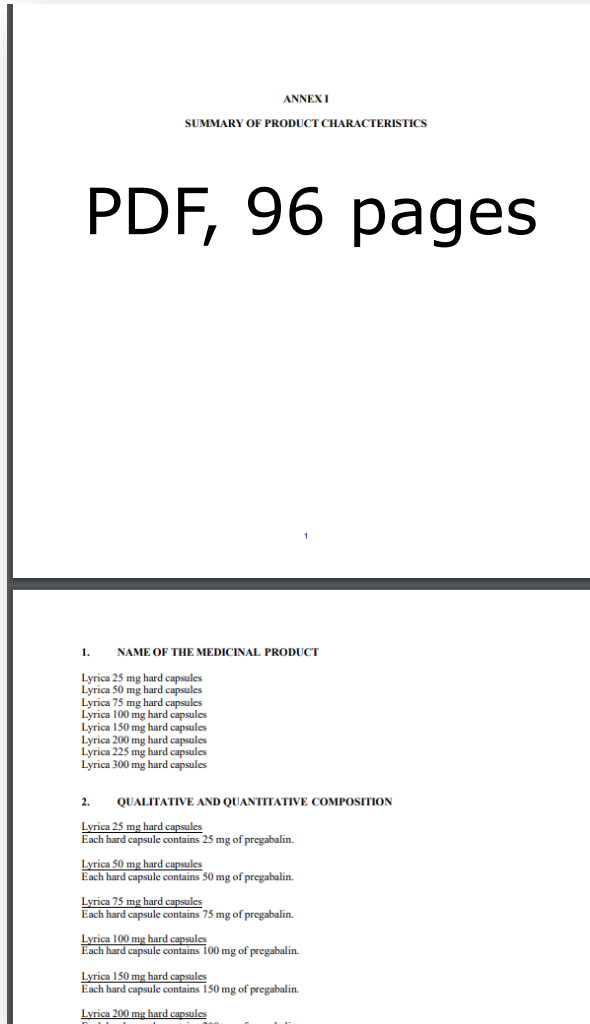 ANNEX I
SUMMARY OF PRODUCT CHARACTERISTICS
PDF, 96 pages
1
1. NAME OF THE MEDICINAL PRODUCT
Lyrica 25 mg hard capsules
Lyrica 50 mg hard capsules
Lyrica 75 mg hard capsules
Lyrica 100 mg hard capsules
Lyrica 150 mg hard capsules
Lyrica 200 mg hard capsules
Lyrica 225 mg hard capsules
Lyrica 300 mg hard capsules
2. QUALITATIVE AND QUANTITATIVE COMPOSITION
Lyrica 25 mg hard capsules
Each hard capsule contains 25 mg of pregabalin.
Lyrica 50 mg hard capsules
Each hard capsule contains 50 mg of pregabalin.
Lyrica 75 mg hard capsules
Each hard capsule contains 75 mg of pregabalin.
Lyrica 100 mg hard capsules
Each hard capsule contains 100 mg of pregabalin.
Lyrica 150 mg hard capsules
Each hard capsule contains 150 mg of pregabalin.
Lyrica 200 mg hard capsules